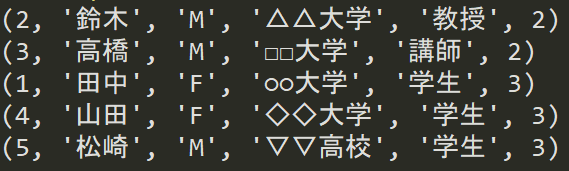 (2, '鈴木', 'M', '△△大学', '教授', 2)
(3, '高橋', 'M', '□□大学', '講師', 2)
(1, '田中', 'F', '○○大学', '学生', 3)
(4, '山田', 'F', '◇◇大学', '学生', 3)
(5, '松崎', 'M', '▽▽高校', '学生', 3)